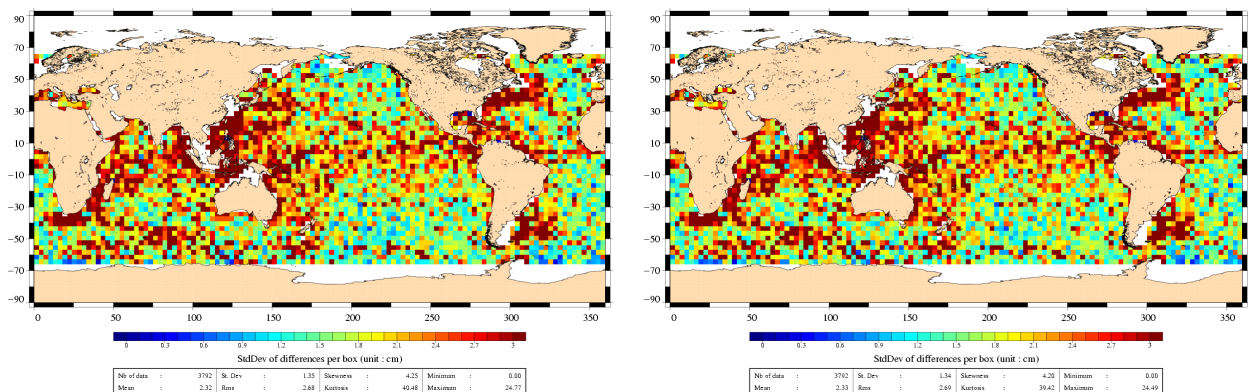 90
70
50
30
10
−10
−30
−50
−70
−90
0 50 100 150 200 250 300 350
0 0.3 0.6 0.9 1.2 1.5 1.8 2.1 2.4 2.7 3
StdDev of differences per box (unit : cm)
Nb of data : 3792 St. Dev : 1.35 Skewness : 4.25 Minimum : 0.00
Mean : 2.32 Rms : 2.68 Kurtosis : 40.48 Maximum : 24.77
90
70
50
30
10
−10
−30
−50
−70
−90
0 50 100 150 200 250 300 350
0 0.3 0.6 0.9 1.2 1.5 1.8 2.1 2.4 2.7 3
StdDev of differences per box (unit : cm)
Nb of data : 3792 St. Dev : 1.34 Skewness : 4.20 Minimum : 0.00
Mean : 2.33 Rms : 2.69 Kurtosis : 39.42 Maximum : 24.49